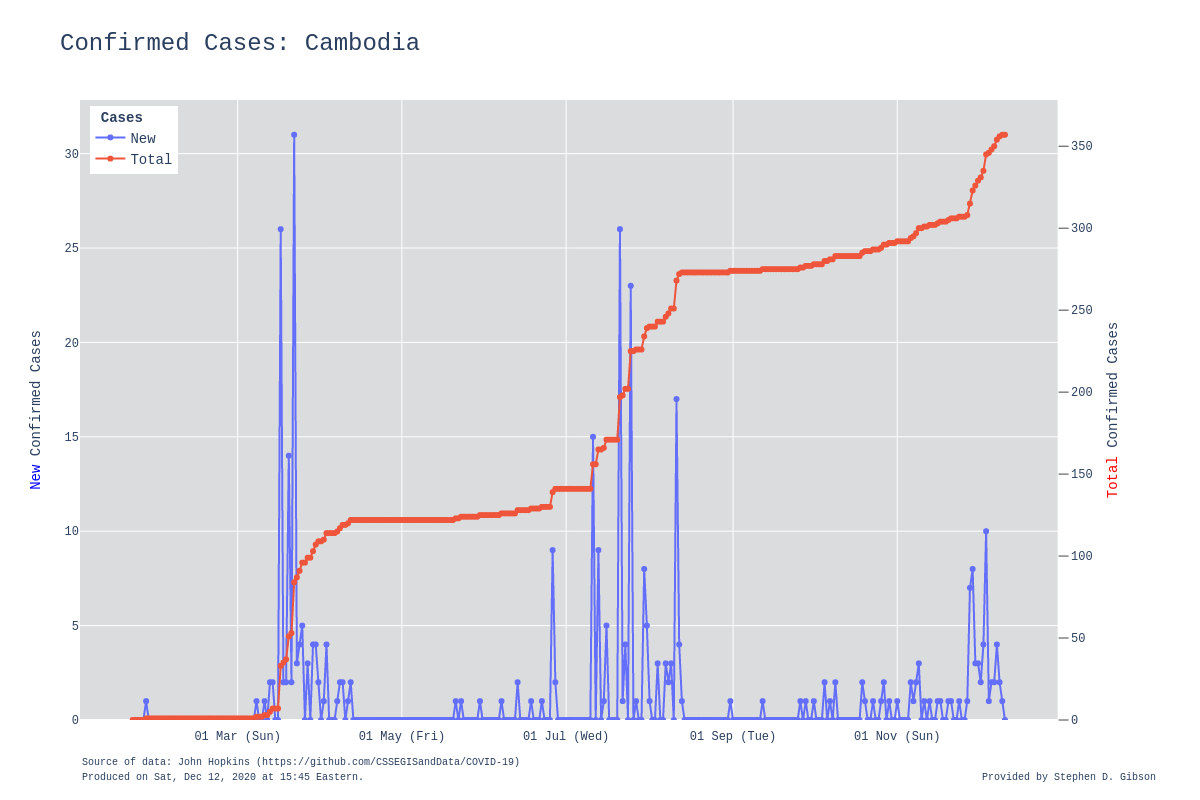 Confirmed Cases: Cambodia
Cases
New
Total
30
25
20
15
10
5
0
350
300
250
200
150
100
50
0
New Confirmed Cases
Total Confirmed Cases
01 Mar (Sun)
01 May (Fri)
01 Jul (Wed)
01 Sep (Tue)
01 Nov (Sun)
Source of data: John Hopkins (https://github.com/CSSEGISandData/COVID-19)
Produced on Sat, Dec 12, 2020 at 15:45 Eastern.
Provided by Stephen D. Gibson